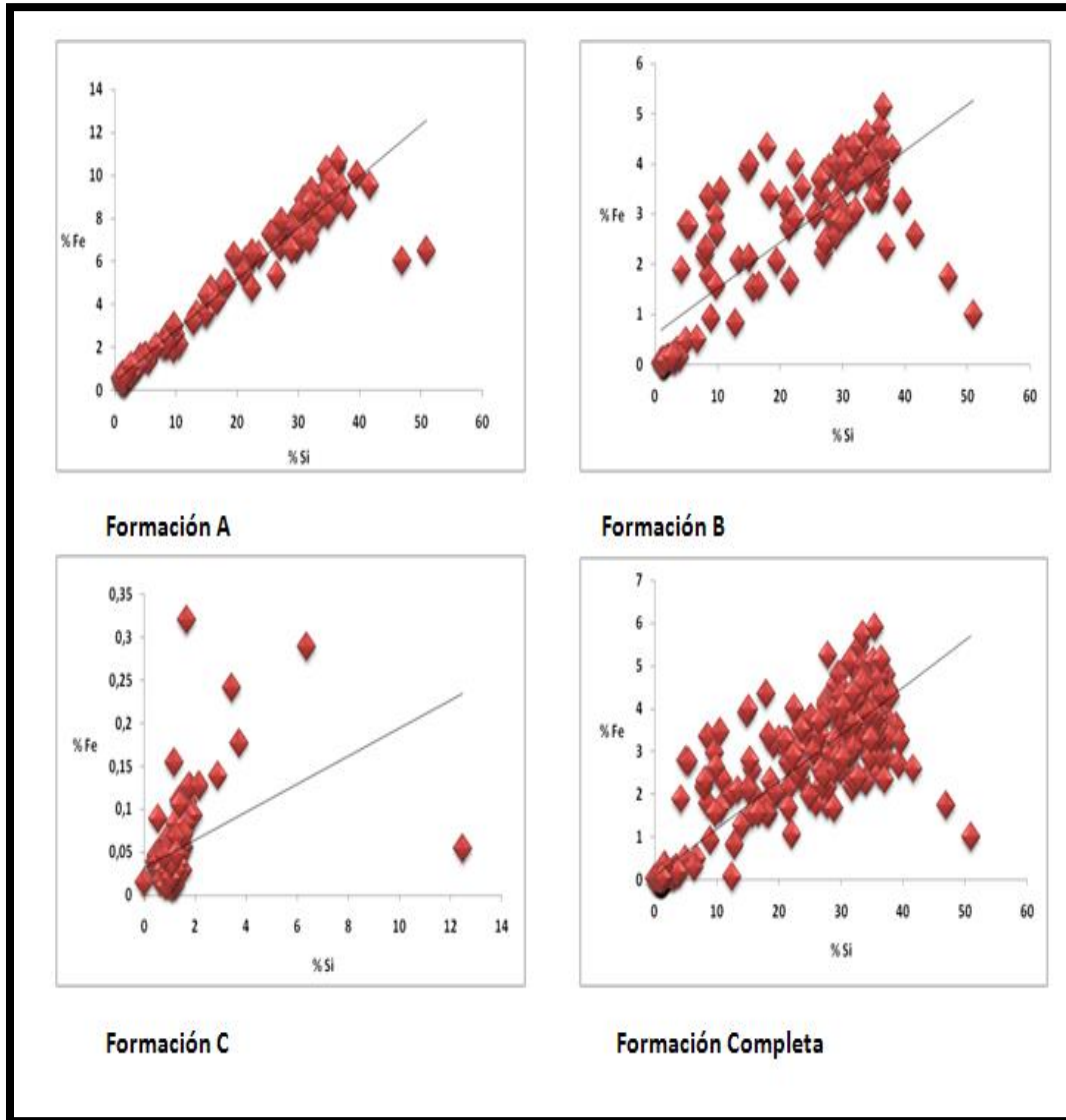 14
12
10
8
% Fe
6
4
2
0
0 10 20 30 40 50 60
% Si
Formación A
6
5
4
% Fe
3
2
1
0
0 10 20 30 40 50 60
% Si
Formación B
0,35
0,3
0,25
0,2
% Fe
0,15
0,1
0,05
0
0 2 4 6 8 10 12 14
% Si
Formación C
7
6
5
4
% Fe
3
2
1
0
0 10 20 30 40 50 60
% Si
Formación Completa